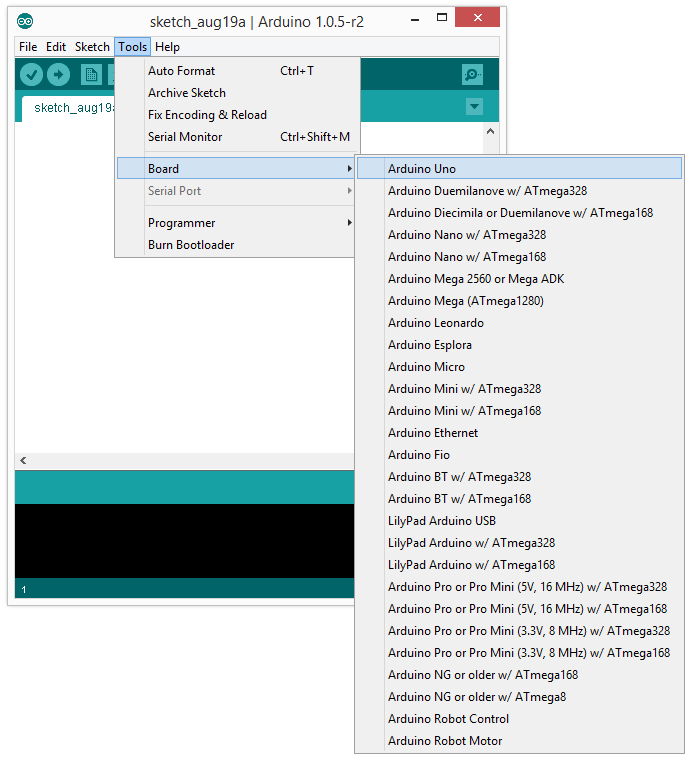 sketch_aug19a | Arduino 1.0.5-r2
File Edit Sketch Tools Help
sketch_aug19a
Auto Format Ctrl+T
Archive Sketch
Fix Encoding & Reload
Serial Monitor Ctrl+Shift+M
Board
Serial Port
Programmer
Burn Bootloader
Arduino Uno
Arduino Duemilanove w/ ATmega328
Arduino Diecimila or Duemilanove w/ ATmega168
Arduino Nano w/ ATmega328
Arduino Nano w/ ATmega168
Arduino Mega 2560 or Mega ADK
Arduino Mega (ATmega1280)
Arduino Leonardo
Arduino Esplora
Arduino Micro
Arduino Mini w/ ATmega328
Arduino Mini w/ ATmega168
Arduino Ethernet
Arduino Fio
Arduino BT w/ ATmega328
Arduino BT w/ ATmega168
LilyPad Arduino USB
LilyPad Arduino w/ ATmega328
LilyPad Arduino w/ ATmega168
Arduino Pro or Pro Mini (5V, 16 MHz) w/ ATmega328
Arduino Pro or Pro Mini (5V, 16 MHz) w/ ATmega168
Arduino Pro or Pro Mini (3.3V, 8 MHz) w/ ATmega328
Arduino Pro or Pro Mini (3.3V, 8 MHz) w/ ATmega168
Arduino NG or older w/ ATmega168
Arduino NG or older w/ ATmega8
Arduino Robot Control
Arduino Robot Motor
1